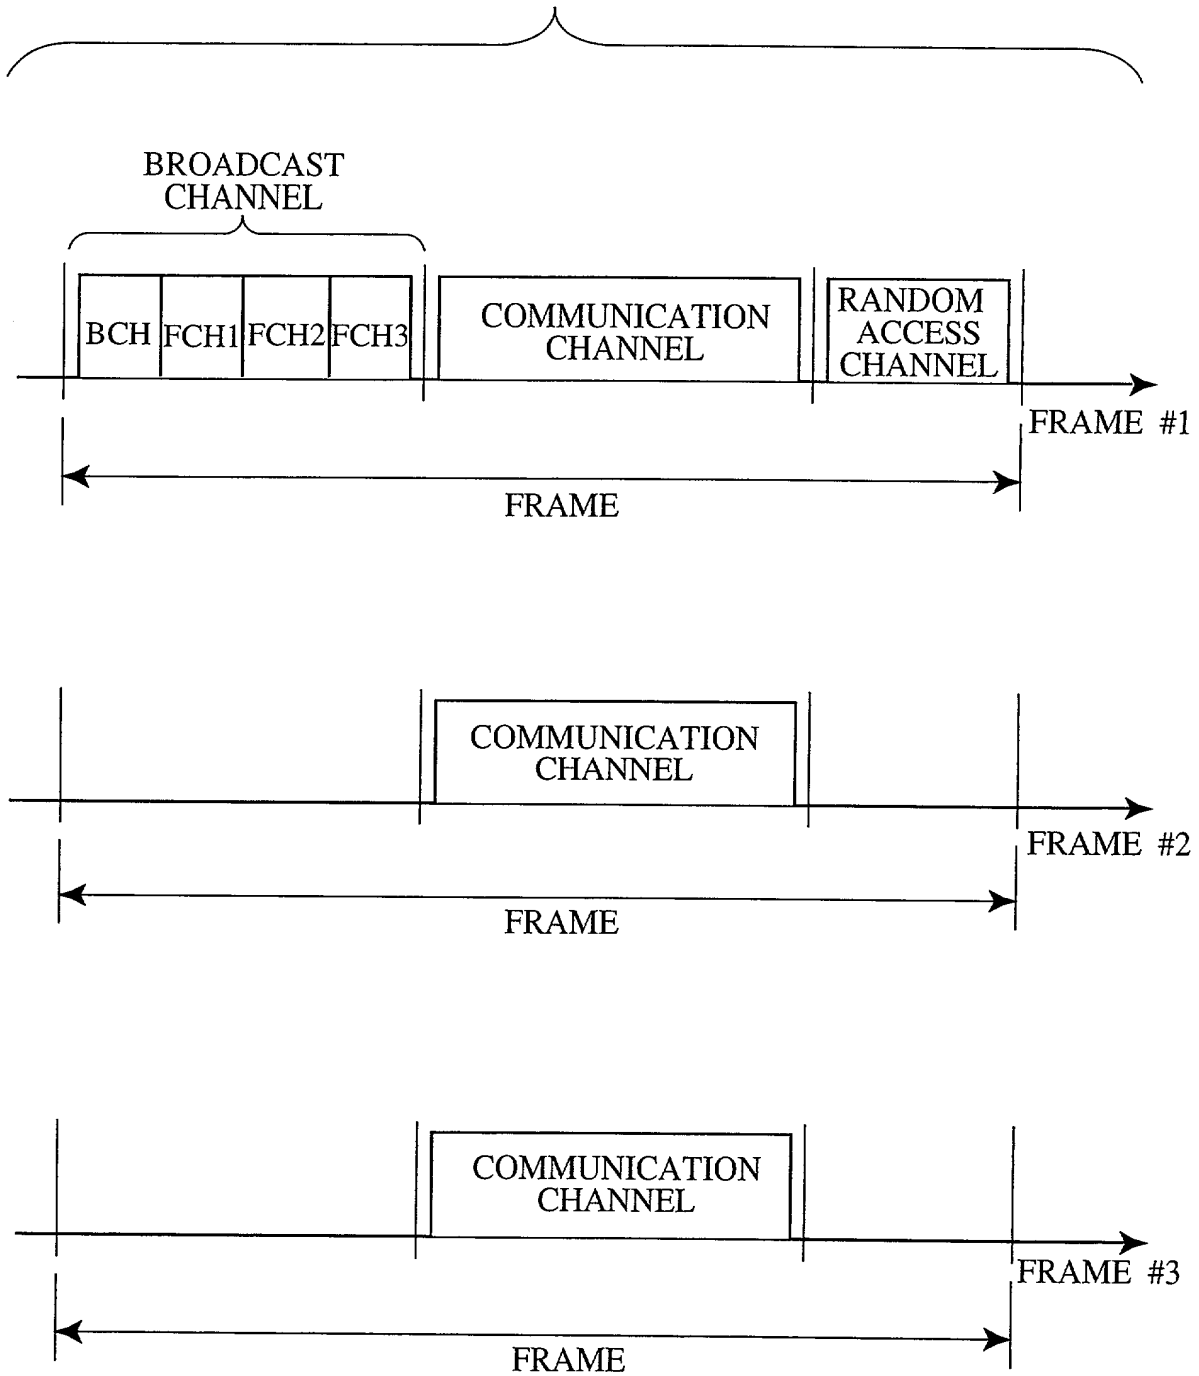 BROADCAST
CHANNEL
BCH FCH1 FCH2 FCH3
COMMUNICATION
CHANNEL
RANDOM
ACCESS
CHANNEL
FRAME #1
FRAME
COMMUNICATION
CHANNEL
FRAME #2
FRAME
COMMUNICATION
CHANNEL
FRAME #3
FRAME